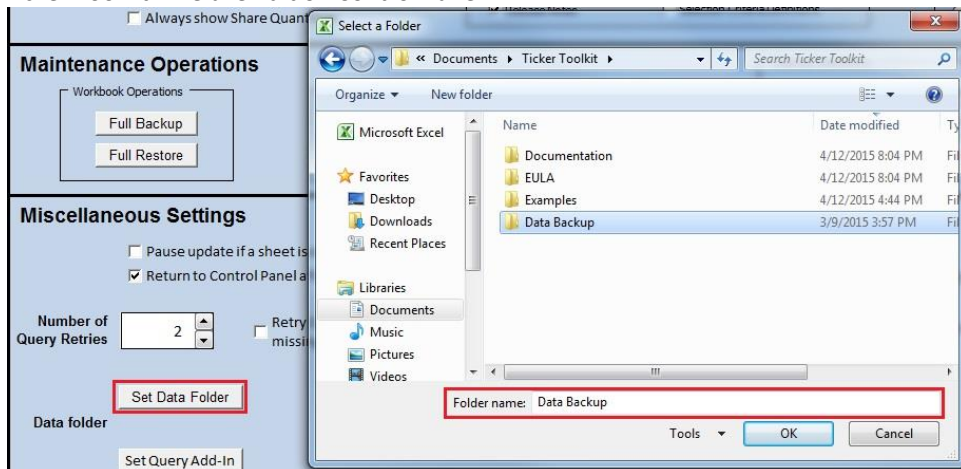 Always show Share Quant
Maintenance Operations
Workbook Operations
Full Backup
Full Restore
Miscellaneous Settings
Pause update if a sheet is
Return to Control Panel a
Number of
Query Retries
2
Retry
missi
Set Data Folder
Data folder
Set Query Add-In
Select a Folder
« Documents Ticker Toolkit
Search Ticker Toolkit
Organize New folder
Microsoft Excel
Favorites
Desktop
Downloads
Recent Places
Libraries
Documents
Music
Pictures
Videos
Name Date modified Ty
Documentation 4/12/2015 8:04 PM Fil
EULA 4/12/2015 8:04 PM Fil
Examples 4/12/2015 4:44 PM Fil
Data Backup 3/9/2015 3:57 PM Fil
Folder name: Data Backup
Tools OK Cancel